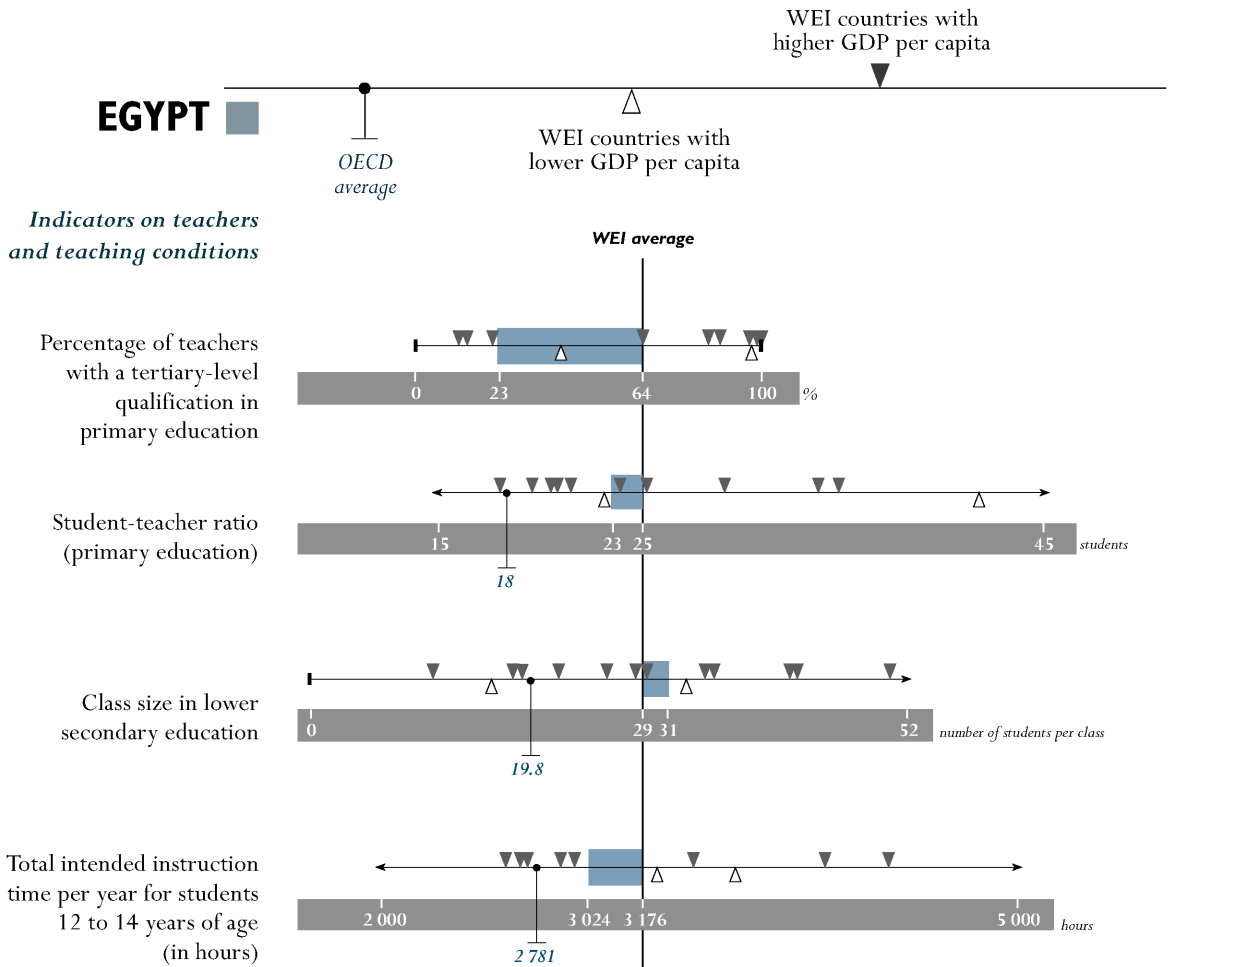 WEI countries with
higher GDP per capita
EGYPT
WEI countries with
lower GDP per capita
OECD
average
Indicators on teachers
and teaching conditions
WEI average
Percentage of teachers
with a tertiary-level
qualification in
primary education
0 23 64 100 %
Student-teacher ratio
(primary education)
15 23 25 45 students
18
Class size in lower
secondary education
0 29 31 52 number of students per class
19.8
Total intended instruction
time per year for students
12 to 14 years of age
(in hours)
2 000 3 024 3 176 5 000 hours
2 781